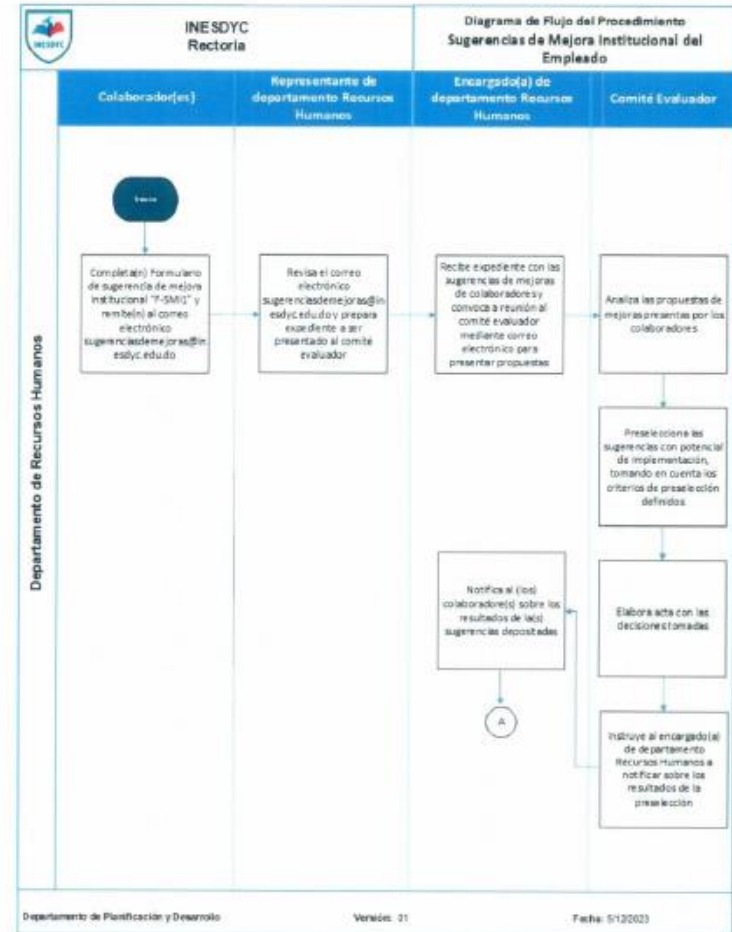 INESDYC
INESDYC
Rectoria
Diagrama de Flujo del Procedimiento
Sugerencias de Mejora Institucional del
Empleado
Departamento de Recursos Humanos
Colaborador(es)
Representante de
departamento Recursos
Humanos
Encargado(a) de
departamento Recursos
Humanos
Comité Evaluador
Inicio
Completa(n) Formulario
de sugerencia de mejora
institucional "F-SMI1" y
remite(n) al correo
electrónico
sugerenciasdemejoras@in
esdyc.edu.do
Revisa el correo
electrónico
sugerenciasdemejoras@in
esdyc.edu.do y prepara
expediente a ser
presentado al comité
evaluador
Recibe expediente con las
sugerencias de mejoras
de colaboradores y
convoca a reunión al
comité evaluador
mediante correo
electrónico para
presentar propuestas
Analiza las propuestas de
mejoras presentas por los
colaboradores
Preselecciona las
sugerencias con potencial
de implementación,
tomando en cuenta los
criterios de preselección
definidos
Elabora acta con las
decisiones tomadas
Instruye al encargado(a)
de departamento
Recursos Humanos a
notificar sobre los
resultados de la
preselección
Notifica al (los)
colaboradore(s) sobre los
resultados de la(s)
sugerencias depositadas
A
Departamento de Planificación y Desarrollo
Versión: 01
Fecha: 5/12/2023